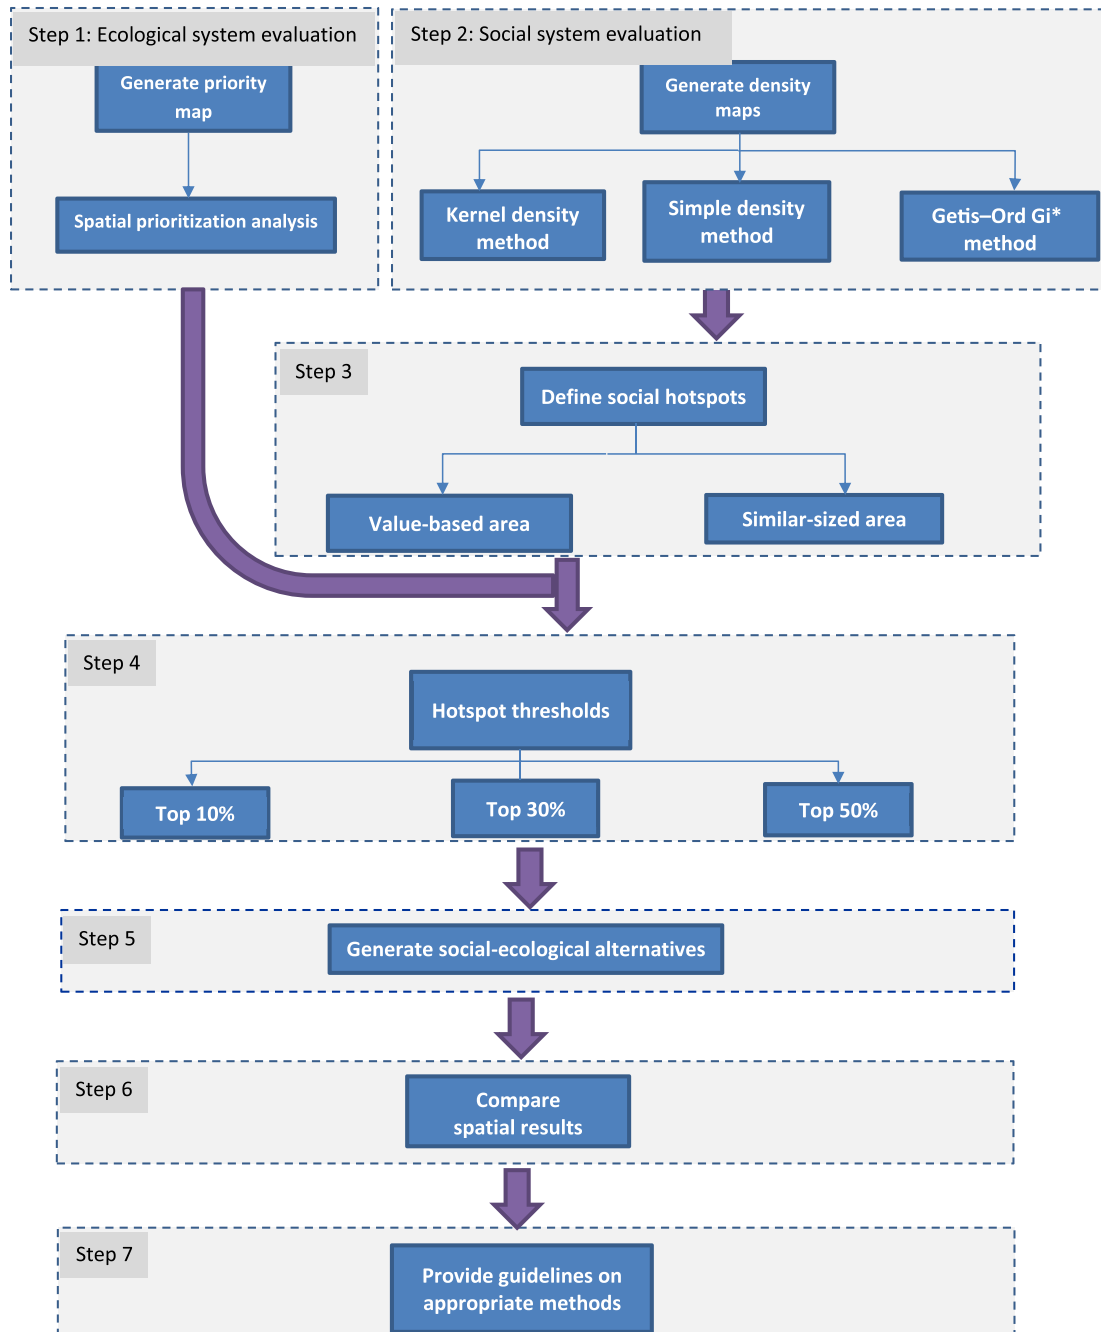 Step 1: Ecological system evaluation
Generate priority
map
Spatial prioritization analysis
Step 2: Social system evaluation
Generate density
maps
Kernel density
method
Simple density
method
Getis–Ord Gi*
method
Step 3
Define social hotspots
Value-based area
Similar-sized area
Step 4
Hotspot thresholds
Top 10%
Top 30%
Top 50%
Step 5
Generate social-ecological alternatives
Step 6
Compare
spatial results
Step 7
Provide guidelines on
appropriate methods